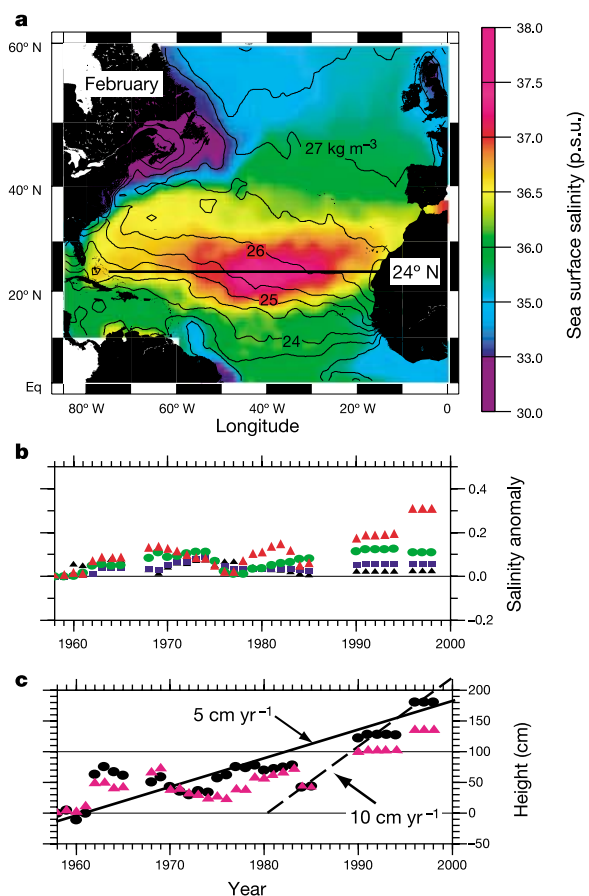 a
60° N
40° N
20° N
Eq
February
27 kg m⁻³
26
24° N
25
24
80° W 60° W 40° W 20° W 0
Longitude
38.0
37.5
37.0
36.5
36.0
35.0
33.0
30.0
Sea surface salinity (p.s.u.)
b
0.4
0.2
0.0
−0.2
Salinity anomaly
1960 1970 1980 1990 2000
c
5 cm yr⁻¹
10 cm yr⁻¹
200
150
100
50
0
−50
Height (cm)
1960 1970 1980 1990 2000
Year